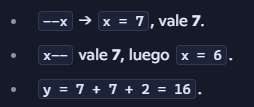 • --x → x = 7, vale 7.
• x-- vale 7, luego x = 6.
• y = 7 + 7 + 2 = 16.